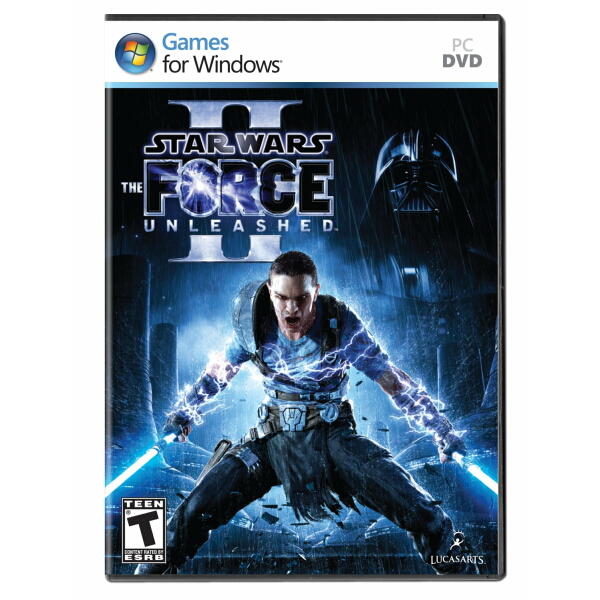 Games
for Windows®
PC
DVD
II
STAR WARS
THE FORCE
UNLEASHED
TEEN
T
CONTENT RATED BY
ESRB
LUCASARTS